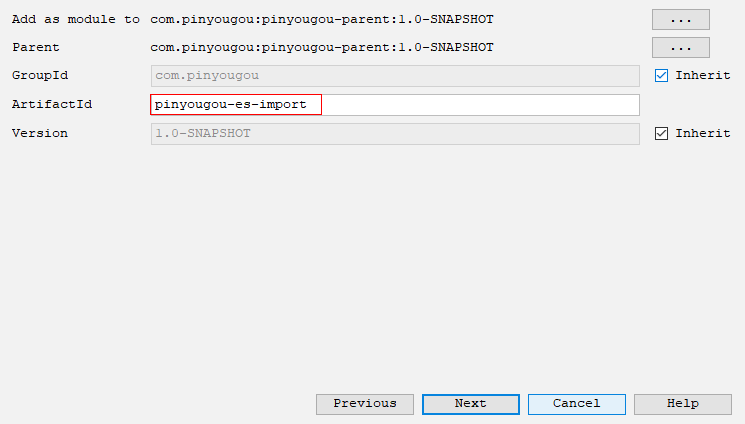 Add as module to com.pinyougou:pinyougou-parent:1.0-SNAPSHOT ...
Parent com.pinyougou:pinyougou-parent:1.0-SNAPSHOT ...
GroupId com.pinyougou Inherit
ArtifactId pinyougou-es-import
Version 1.0-SNAPSHOT Inherit
Previous Next Cancel Help